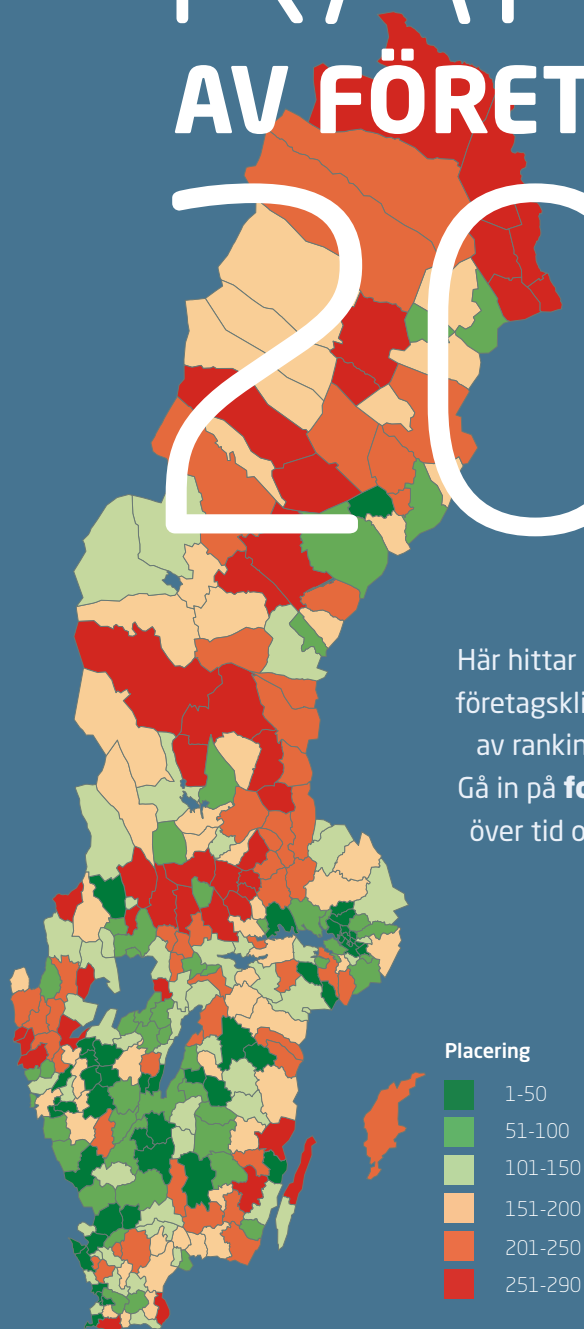 AV FÖRET
20
Här hittar
företagskli
av rankin
Gå in på fo
över tid o
Placering
1-50
51-100
101-150
151-200
201-250
251-290